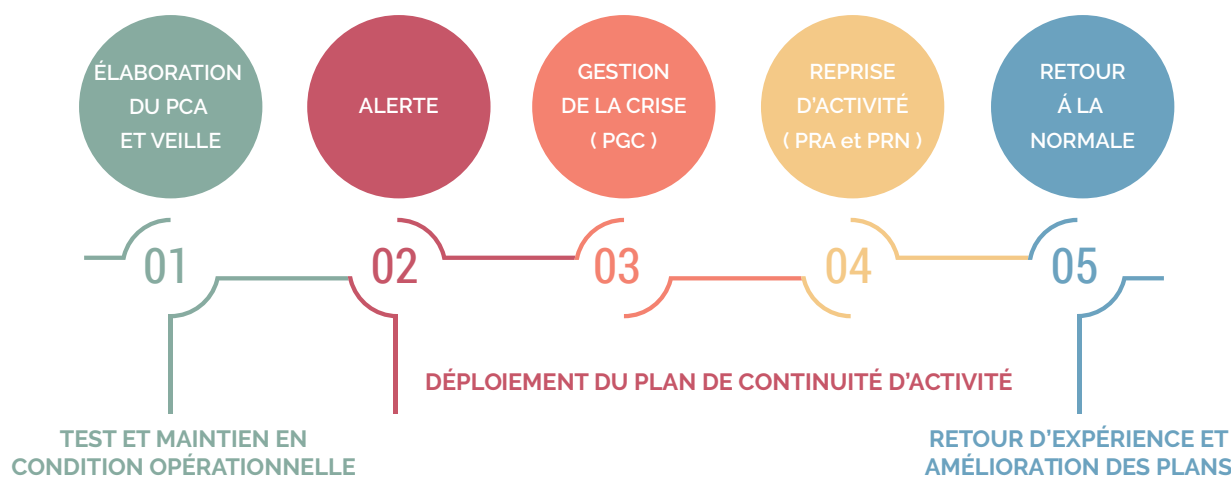 ÉLABORATION
DU PCA
ET VEILLE
ALERTE
GESTION
DE LA CRISE
( PGC )
REPRISE
D'ACTIVITÉ
( PRA et PRN )
RETOUR
Á LA
NORMALE
01
02
03
04
05
DÉPLOIEMENT DU PLAN DE CONTINUITÉ D'ACTIVITÉ
TEST ET MAINTIEN EN
CONDITION OPÉRATIONNELLE
RETOUR D'EXPÉRIENCE ET
AMÉLIORATION DES PLANS